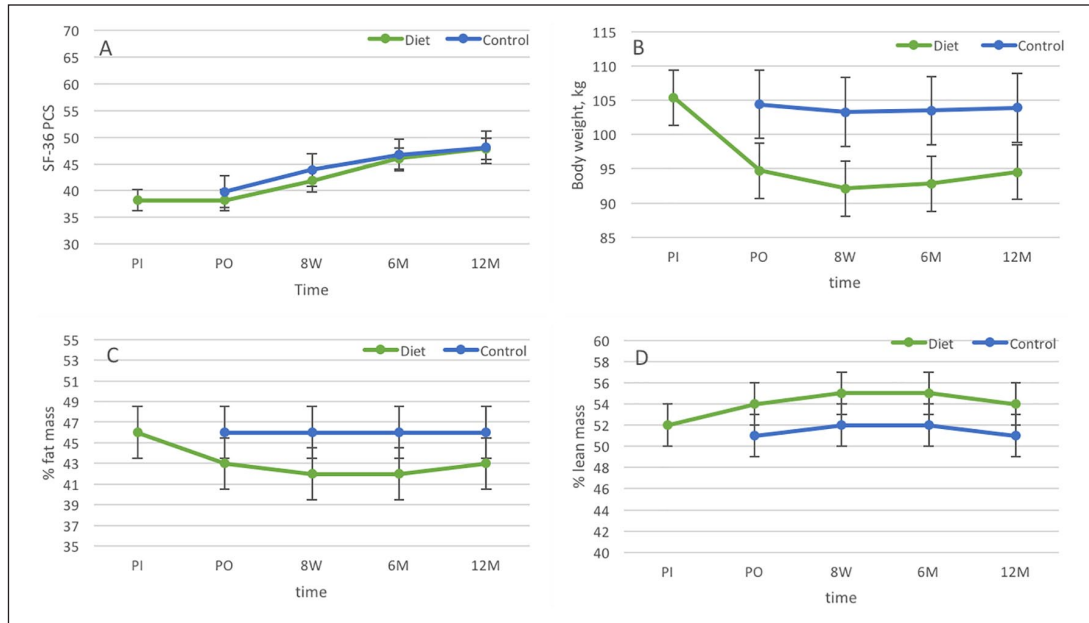 A
Diet Control
SF-36 PCS
70
65
60
55
50
45
40
35
30
PI PO 8W 6M 12M
Time
B
Diet Control
Body weight, kg
115
110
105
100
95
90
85
PI PO 8W 6M 12M
time
C
Diet Control
% fat mass
55
53
51
49
47
45
43
41
39
37
35
PI PO 8W 6M 12M
time
D
Diet Control
% lean mass
60
58
56
54
52
50
48
46
44
42
40
PI PO 8W 6M 12M
time